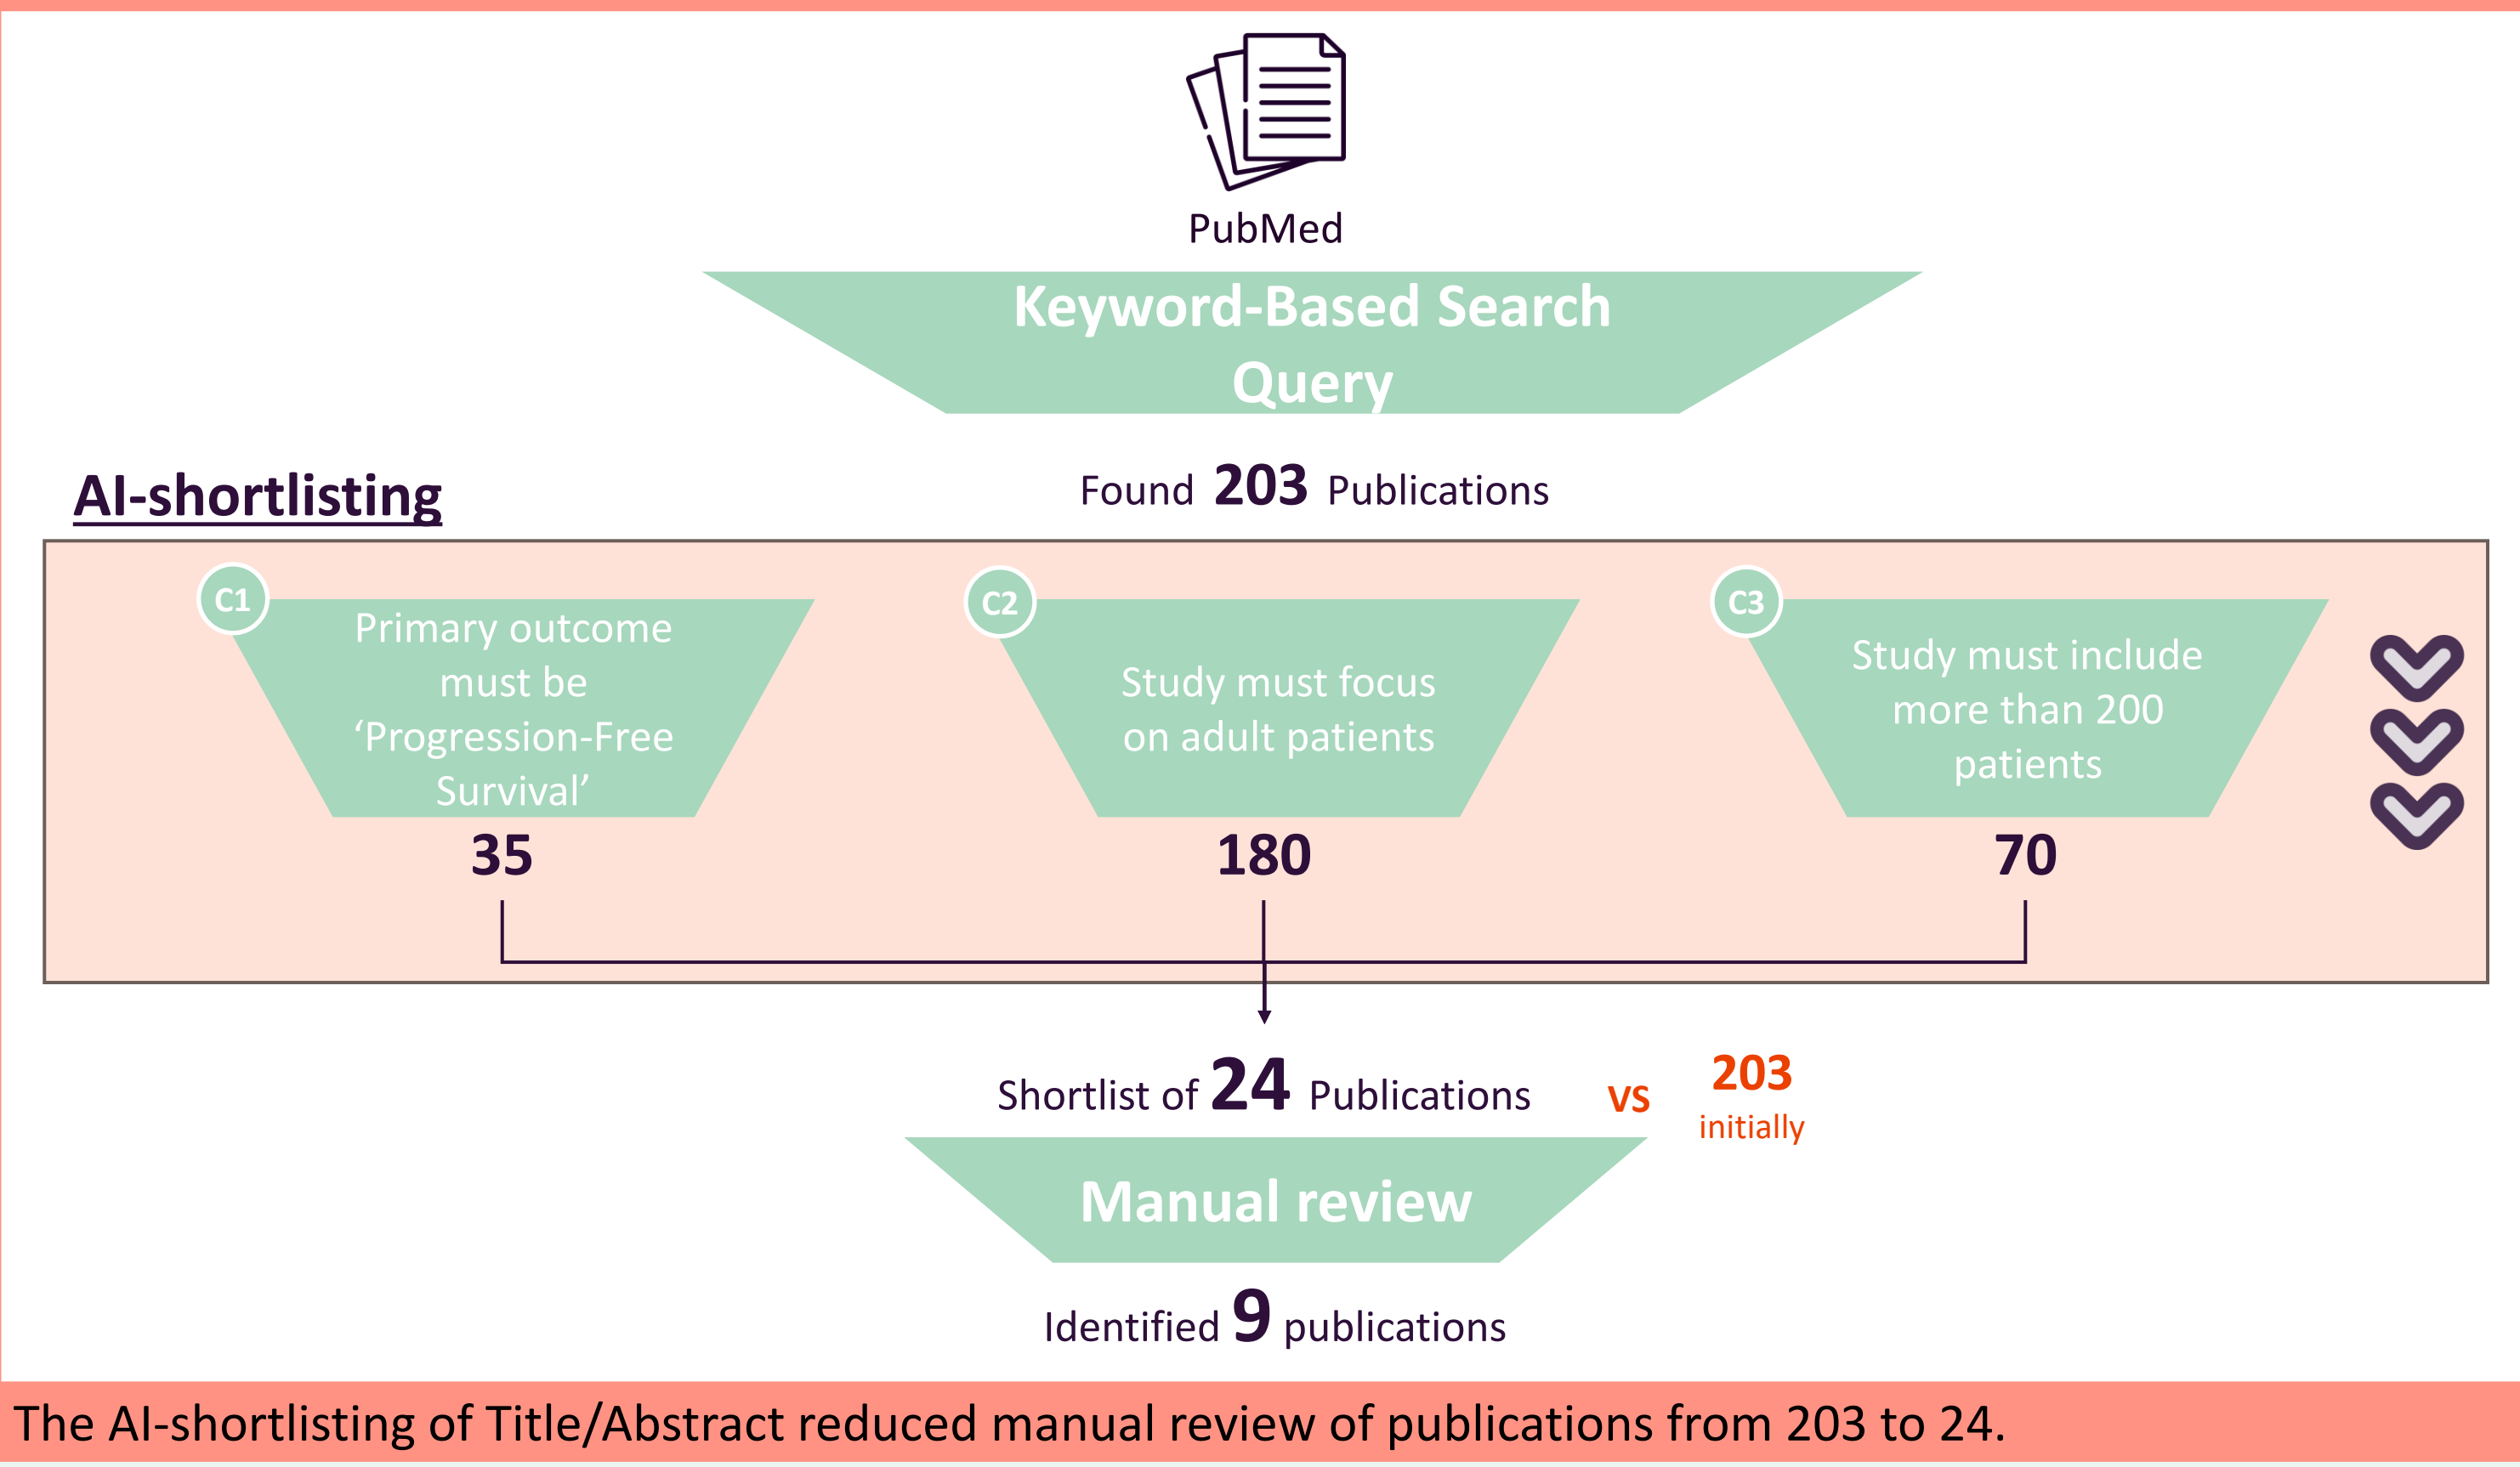 PubMed
Keyword-Based Search
Query
AI-shortlisting
Found 203 Publications
C1
Primary outcome
must be
‘Progression-Free
Survival’
35
C2
Study must focus
on adult patients
180
C3
Study must include
more than 200
patients
70
Shortlist of 24 Publications
vs
203
initially
Manual review
Identified 9 publications
The AI-shortlisting of Title/Abstract reduced manual review of publications from 203 to 24.